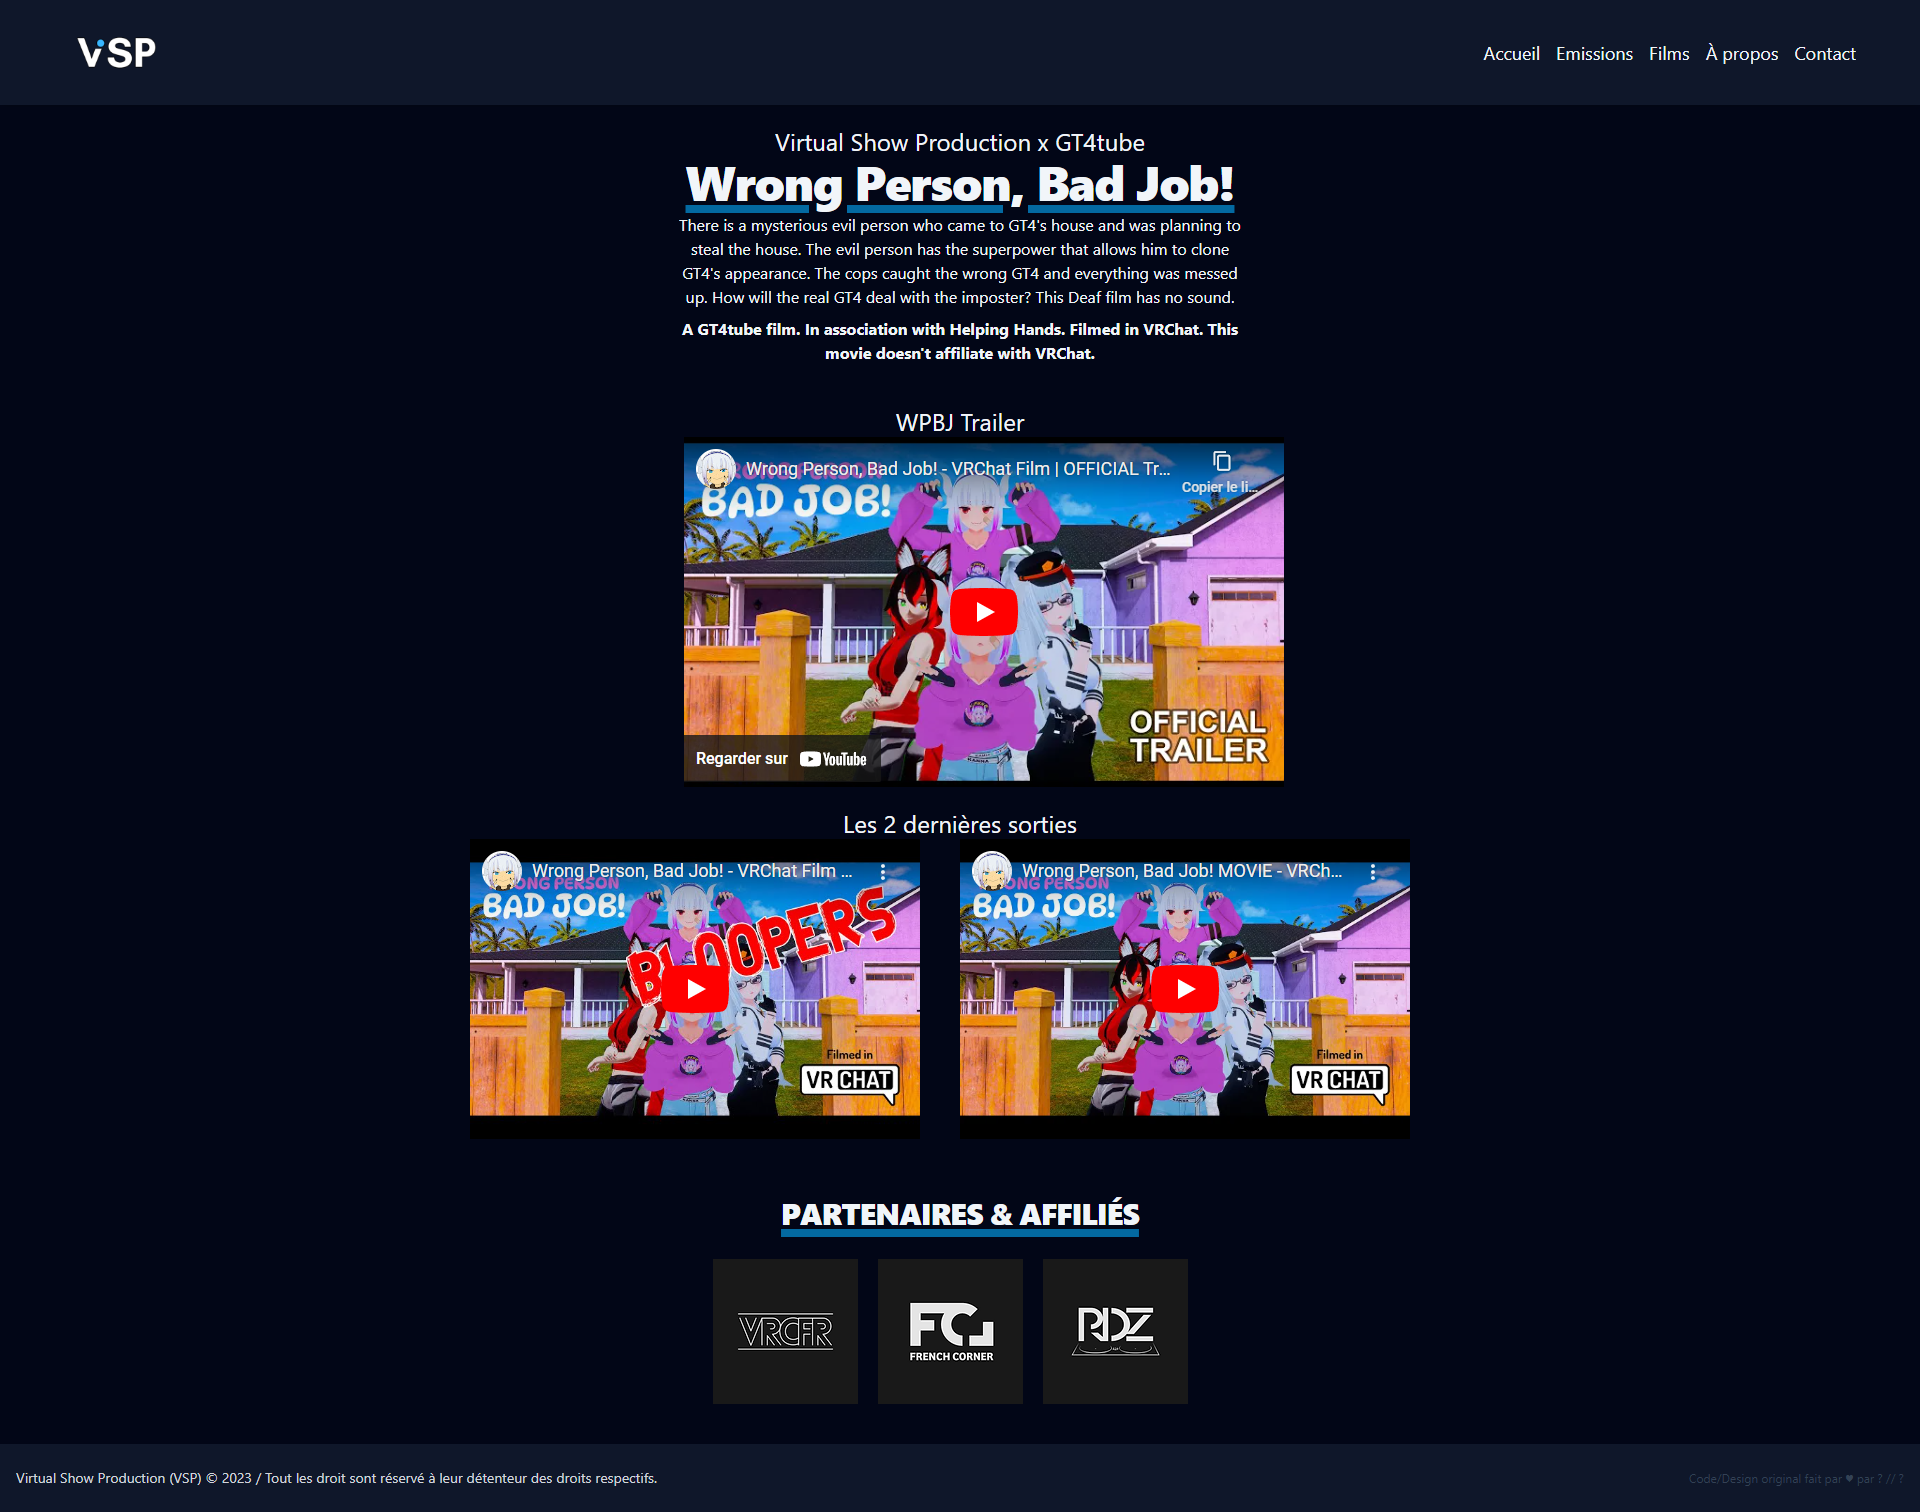 VSP
Accueil Emissions Films À propos Contact
Virtual Show Production x GT4tube
Wrong Person, Bad Job!
There is a mysterious evil person who came to GT4's house and was planning to
steal the house. The evil person has the superpower that allows him to clone
GT4's appearance. The cops caught the wrong GT4 and everything was messed
up. How will the real GT4 deal with the imposter? This Deaf film has no sound.
A GT4tube film. In association with Helping Hands. Filmed in VRChat. This
movie doesn't affiliate with VRChat.
WPBJ Trailer
Wrong Person, Bad Job! - VRChat Film | OFFICIAL Tr...
Copier le li...
PERSON
BAD JOB!
OFFICIAL
TRAILER
Regarder sur YouTube
Les 2 dernières sorties
Wrong Person, Bad Job! - VRChat Film ...
PERSON
BAD JOB!
BLOOPERS
Filmed in
VRCHAT
Wrong Person, Bad Job! MOVIE - VRCh...
PERSON
BAD JOB!
Filmed in
VRCHAT
PARTENAIRES & AFFILIÉS
VRCFR
FC
FRENCH CORNER
RDZ
Virtual Show Production (VSP) © 2023 / Tout les droit sont réservé à leur détenteur des droits respectifs.
Code/Design original fait par ♥ par ? // ?